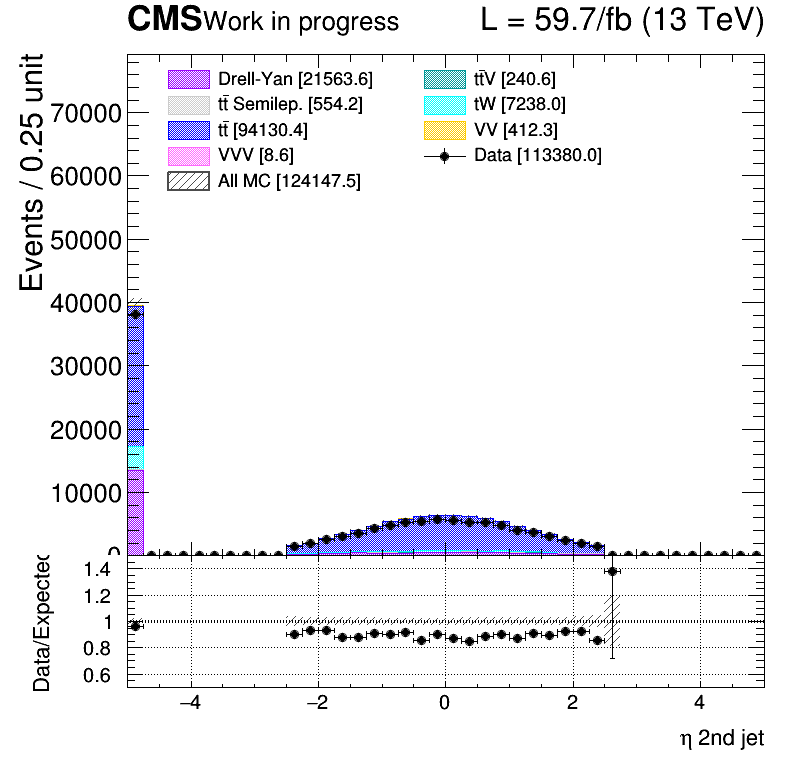 CMS Work in progress L = 59.7/fb (13 TeV)
Events / 0.25 unit
Drell-Yan [21563.6]
tt̄V [240.6]
tt̄ Semilep. [554.2]
tW [7238.0]
tt̄ [94130.4]
VV [412.3]
VVV [8.6]
Data [113380.0]
All MC [124147.5]
70000
60000
50000
40000
30000
20000
10000
0
Data/Expected
1.4
1.2
1
0.8
0.6
−4 −2 0 2 4
η 2nd jet